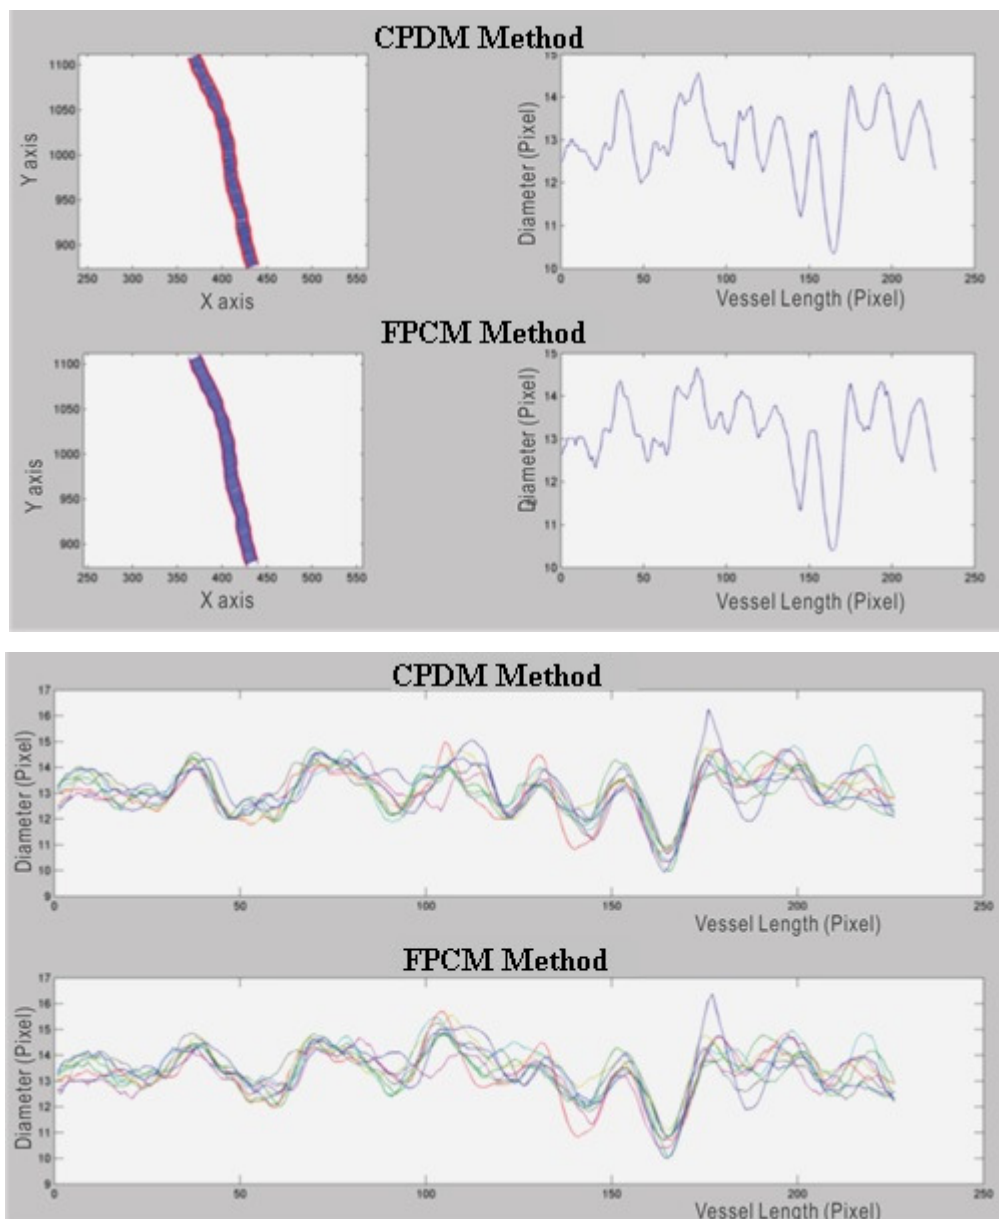 CPDM Method
1100
1050
1000
950
900
Y axis
250 300 350 400 450 500 550
X axis
15
14
13
12
11
10
Diameter (Pixel)
0 50 100 150 200 250
Vessel Length (Pixel)
FPCM Method
1100
1050
1000
950
900
Y axis
250 300 350 400 450 500 550
X axis
15
14
13
12
11
10
Diameter (Pixel)
0 50 100 150 200 250
Vessel Length (Pixel)
CPDM Method
17
16
15
14
13
12
11
10
9
Diameter (Pixel)
0 50 100 150 200 250
Vessel Length (Pixel)
FPCM Method
17
16
15
14
13
12
11
10
9
Diameter (Pixel)
0 50 100 150 200 250
Vessel Length (Pixel)